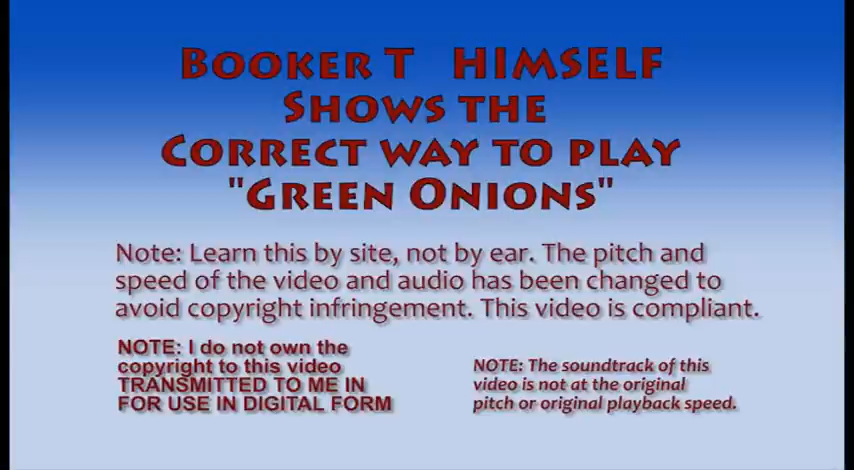 BOOKER T HIMSELF
SHOWS THE
CORRECT WAY TO PLAY
"GREEN ONIONS"
Note: Learn this by site, not by ear. The pitch and
speed of the video and audio has been changed to
avoid copyright infringement. This video is compliant.
NOTE: I do not own the
copyright to this video
TRANSMITTED TO ME IN
FOR USE IN DIGITAL FORM
NOTE: The soundtrack of this
video is not at the original
pitch or original playback speed.